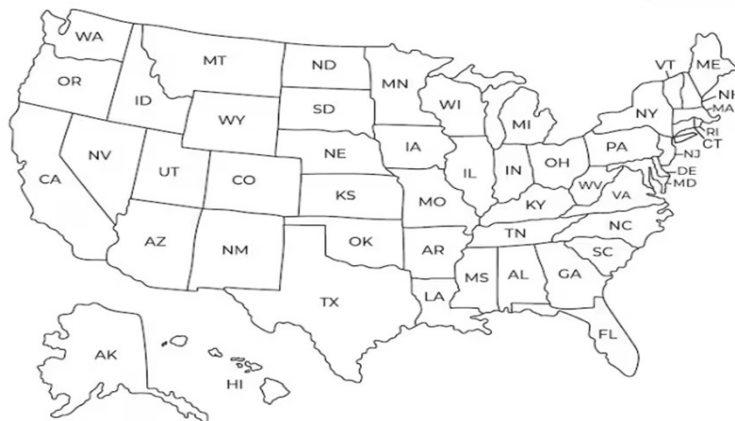 WA
MT
ND
MN
VT
ME
OR
ID
SD
WI
NH
MA
WY
MI
NY
RI
CT
NV
UT
NE
IA
PA
NJ
CA
CO
IL
IN
OH
DE
MD
KS
MO
WV
VA
KY
AZ
NM
OK
AR
TN
NC
SC
TX
LA
MS
AL
GA
FL
AK
HI